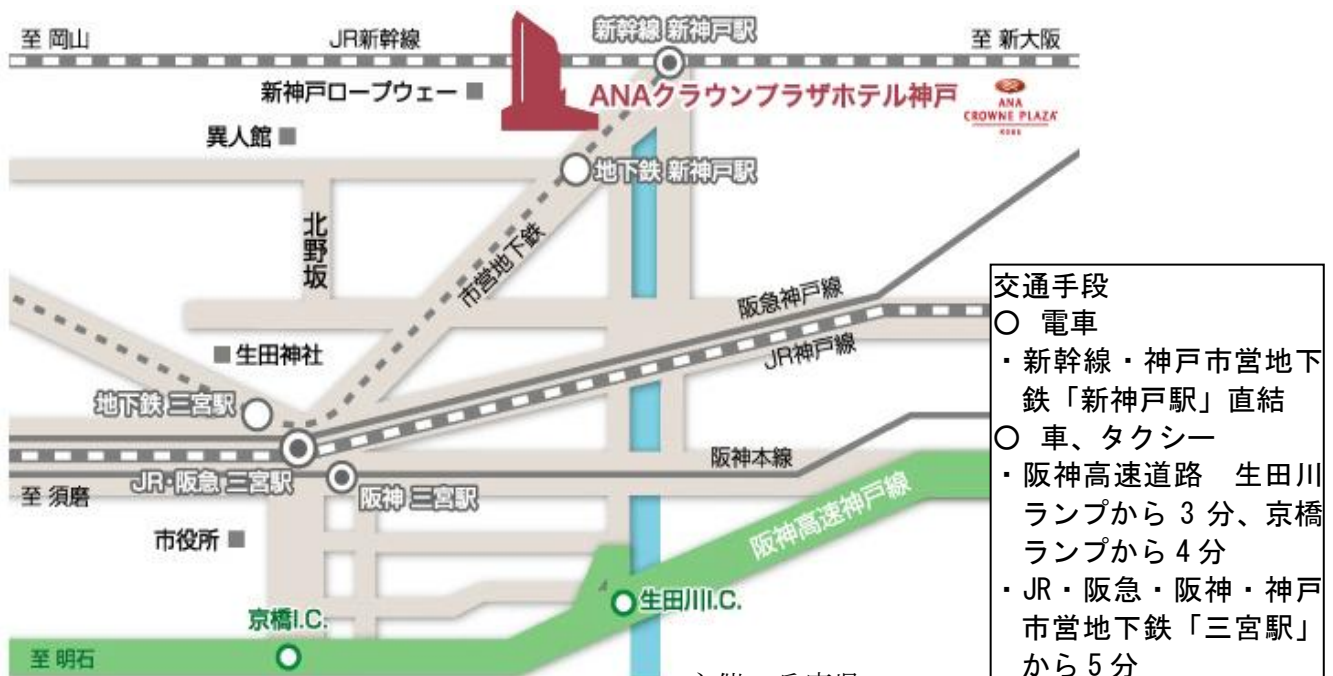 至 岡山
JR新幹線
新幹線 新神戸駅
至 新大阪
新神戸ロープウェー
ANAクラウンプラザホテル神戸
ANA
CROWNE PLAZA
KOBE
異人館
地下鉄 新神戸駅
北野坂
市営地下鉄
阪急神戸線
JR神戸線
生田神社
地下鉄 三宮駅
JR・阪急 三宮駅
阪神 三宮駅
阪神本線
至 須磨
市役所
阪神高速神戸線
生田川I.C.
京橋I.C.
至 明石
交通手段
○ 電車
・新幹線・神戸市営地下
鉄「新神戸駅」直結
○ 車、タクシー
・阪神高速道路 生田川
ランプから 3 分、京橋
ランプから 4 分
・JR・阪急・阪神・神戸
市営地下鉄「三宮駅」
から 5 分